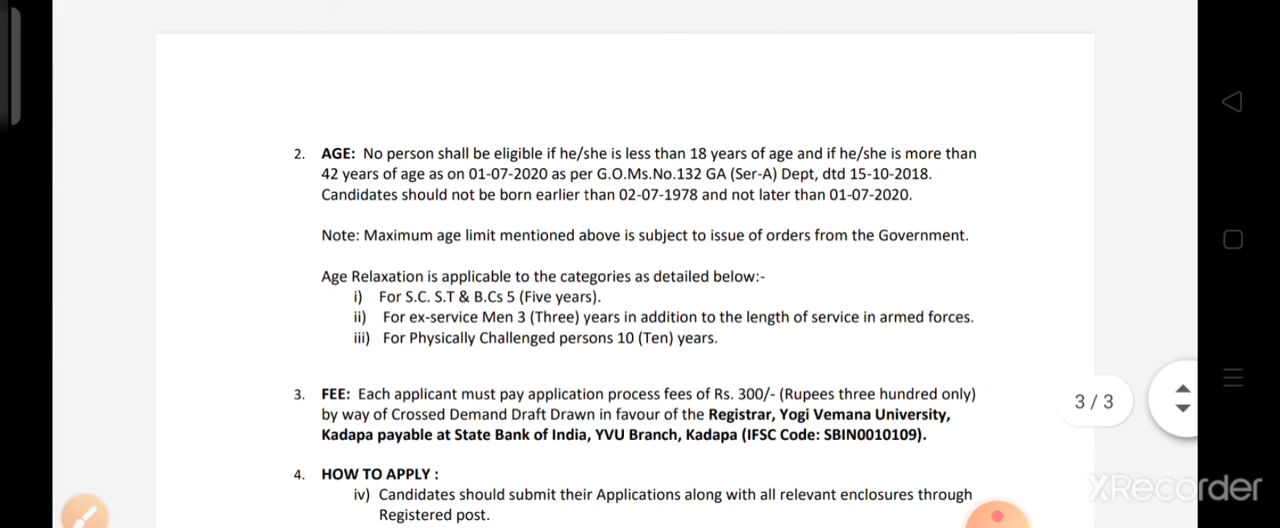 2. AGE: No person shall be eligible if he/she is less than 18 years of age and if he/she is more than
42 years of age as on 01-07-2020 as per G.O.Ms.No.132 GA (Ser-A) Dept, dtd 15-10-2018.
Candidates should not be born earlier than 02-07-1978 and not later than 01-07-2020.
Note: Maximum age limit mentioned above is subject to issue of orders from the Government.
Age Relaxation is applicable to the categories as detailed below:-
i) For S.C. S.T & B.Cs 5 (Five years).
ii) For ex-service Men 3 (Three) years in addition to the length of service in armed forces.
iii) For Physically Challenged persons 10 (Ten) years.
3. FEE: Each applicant must pay application process fees of Rs. 300/- (Rupees three hundred only)
by way of Crossed Demand Draft Drawn in favour of the Registrar, Yogi Vemana University,
Kadapa payable at State Bank of India, YVU Branch, Kadapa (IFSC Code: SBIN0010109).
3 / 3
4. HOW TO APPLY :
iv) Candidates should submit their Applications along with all relevant enclosures through
Registered post.
XRecorder